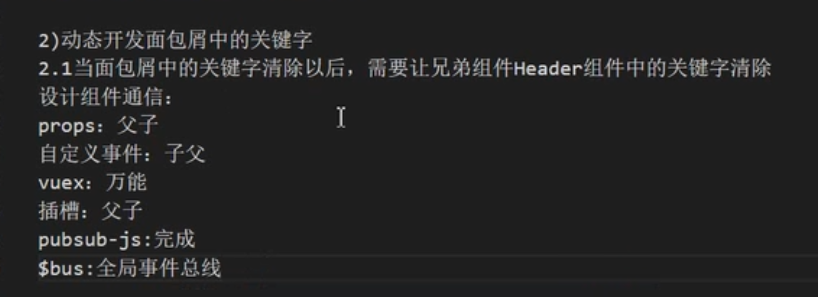 2)动态开发面包屑中的关键字
2.1当面包屑中的关键字清除以后，需要让兄弟组件Header组件中的关键字清除
设计组件通信：
props：父子
自定义事件：子父
vuex：万能
插槽：父子
pubsub-js:完成
$bus:全局事件总线